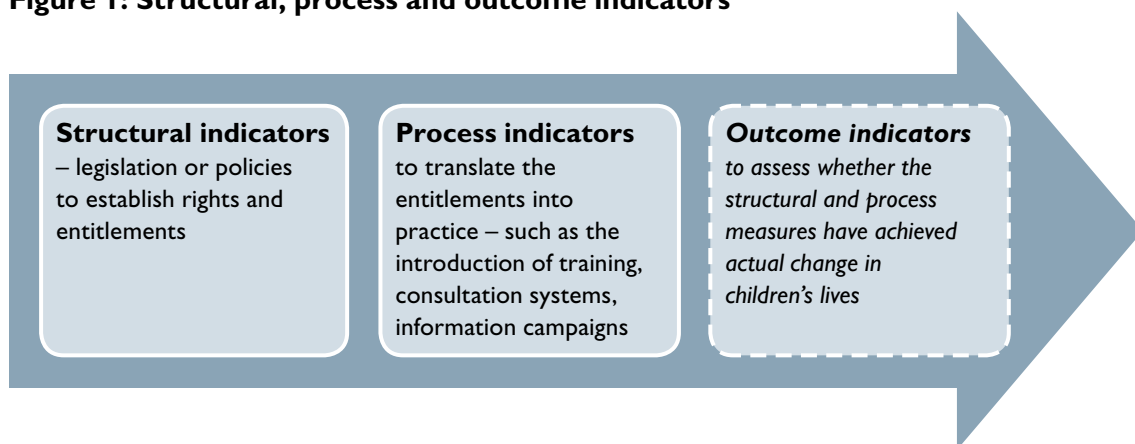 Figure 1: Structural, process and outcome indicators
Structural indicators
– legislation or policies
to establish rights and
entitlements
Process indicators
to translate the
entitlements into
practice – such as the
introduction of training,
consultation systems,
information campaigns
Outcome indicators
to assess whether the
structural and process
measures have achieved
actual change in
children’s lives